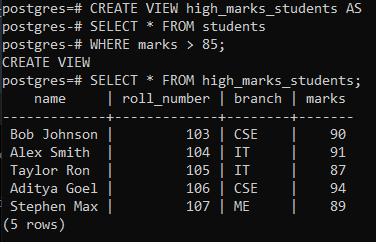 postgres=# CREATE VIEW high_marks_students AS
postgres-# SELECT * FROM students
postgres-# WHERE marks > 85;
CREATE VIEW
postgres=# SELECT * FROM high_marks_students;
     name      | roll_number | branch | marks
---------------+-------------+--------+-------
 Bob Johnson   |         103 | CSE    |    90
 Alex Smith    |         104 | IT     |    91
 Taylor Ron    |         105 | IT     |    87
 Aditya Goel   |         106 | CSE    |    94
 Stephen Max   |         107 | ME     |    89
(5 rows)